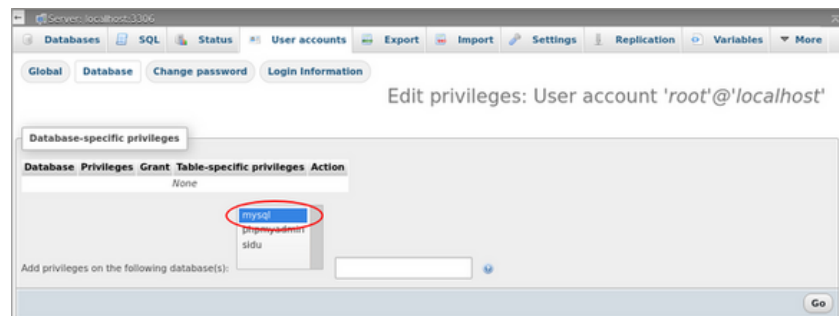 Server: localhost:3306
Databases SQL Status User accounts Export Import Settings Replication Variables More
Global Database Change password Login Information
Edit privileges: User account 'root'@'localhost'
Database-specific privileges
Database Privileges Grant Table-specific privileges Action
None
mysql
phpmyadmin
sidu
Add privileges on the following database(s):
Go